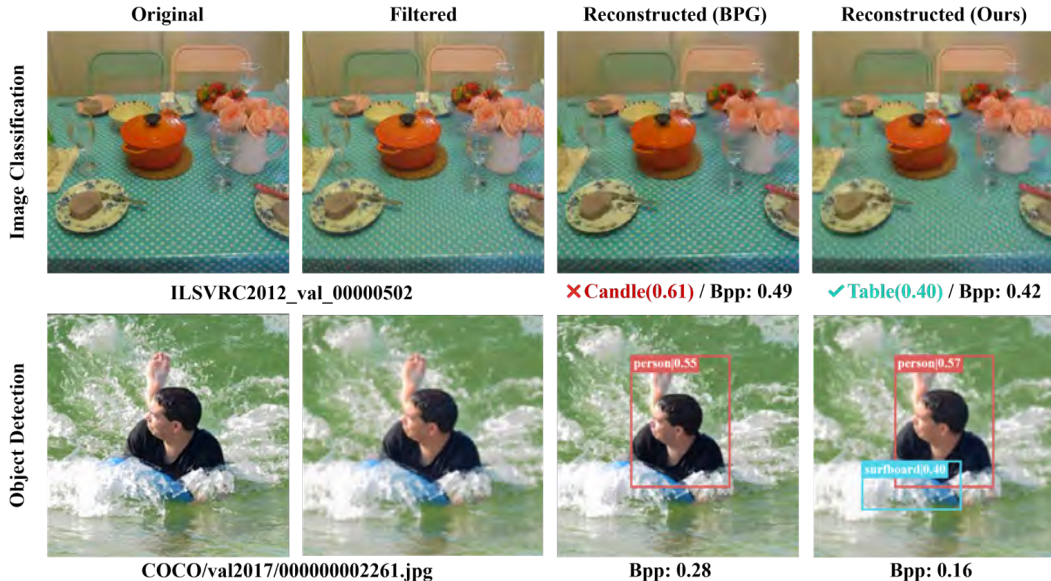 Original Filtered Reconstructed (BPG) Reconstructed (Ours)
Image Classification
ILSVRC2012_val_00000502
✕Candle(0.61) / Bpp: 0.49
✓Table(0.40) / Bpp: 0.42
Object Detection
person|0.55
person|0.57
surfboard|0.40
COCO/val2017/000000002261.jpg
Bpp: 0.28
Bpp: 0.16